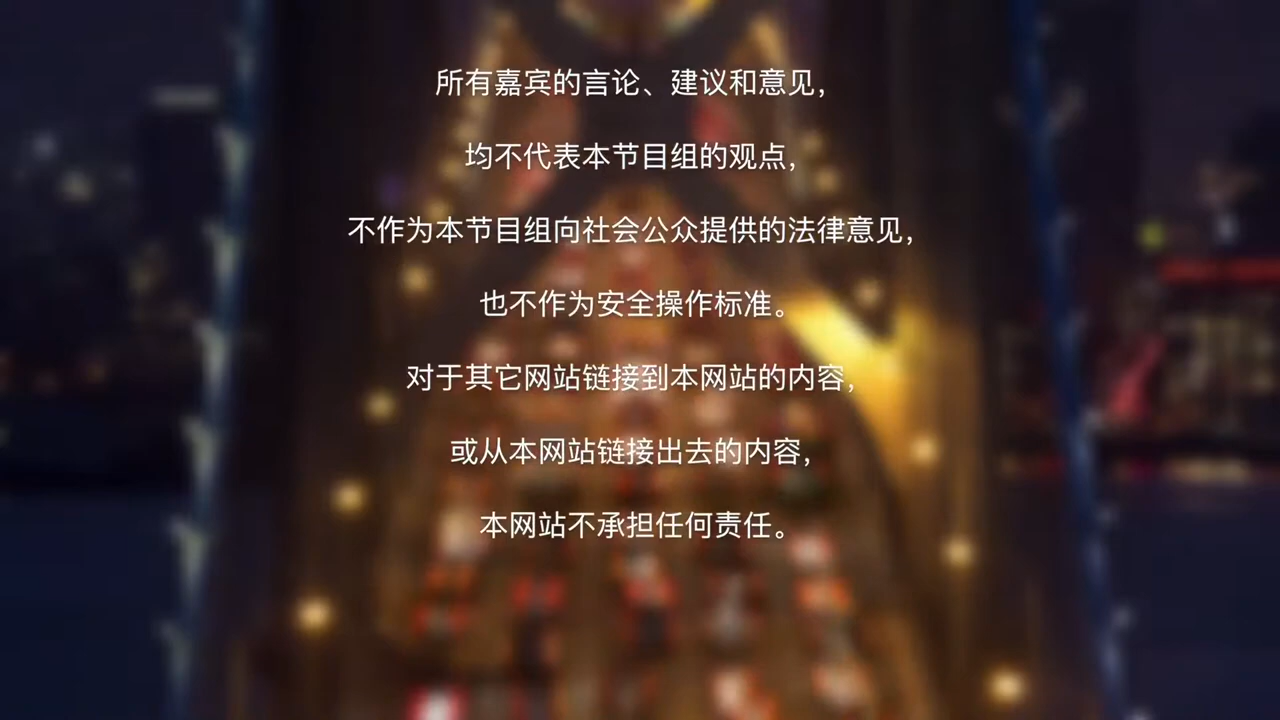 所有嘉宾的言论、建议和意见，
均不代表本节目组的观点，
不作为本节目组向社会公众提供的法律意见，
也不作为安全操作标准。
对于其它网站链接到本网站的内容，
或从本网站链接出去的内容，
本网站不承担任何责任。